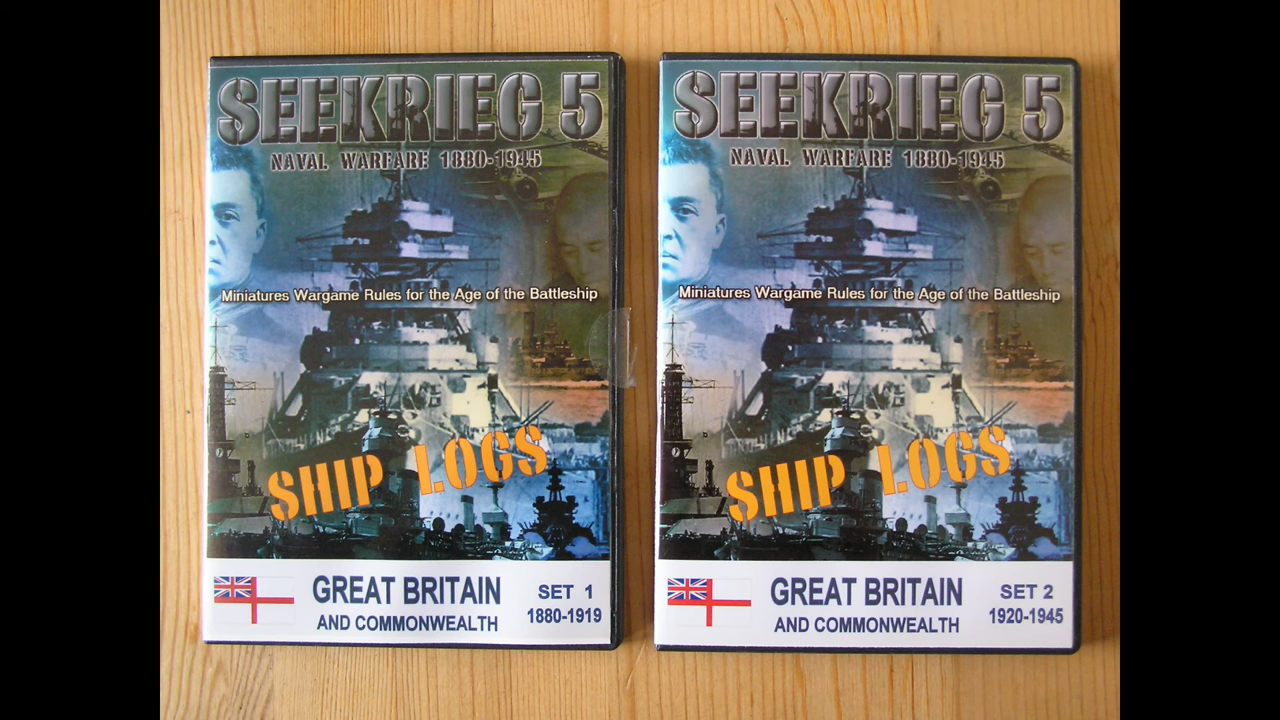 SEEKRIEG 5
NAVAL WARFARE 1880-1945
Miniatures Wargame Rules for the Age of the Battleship
SHIP LOGS
GREAT BRITAIN
AND COMMONWEALTH
SET 1
1880-1919
SEEKRIEG 5
NAVAL WARFARE 1880-1945
Miniatures Wargame Rules for the Age of the Battleship
SHIP LOGS
GREAT BRITAIN
AND COMMONWEALTH
SET 2
1920-1945